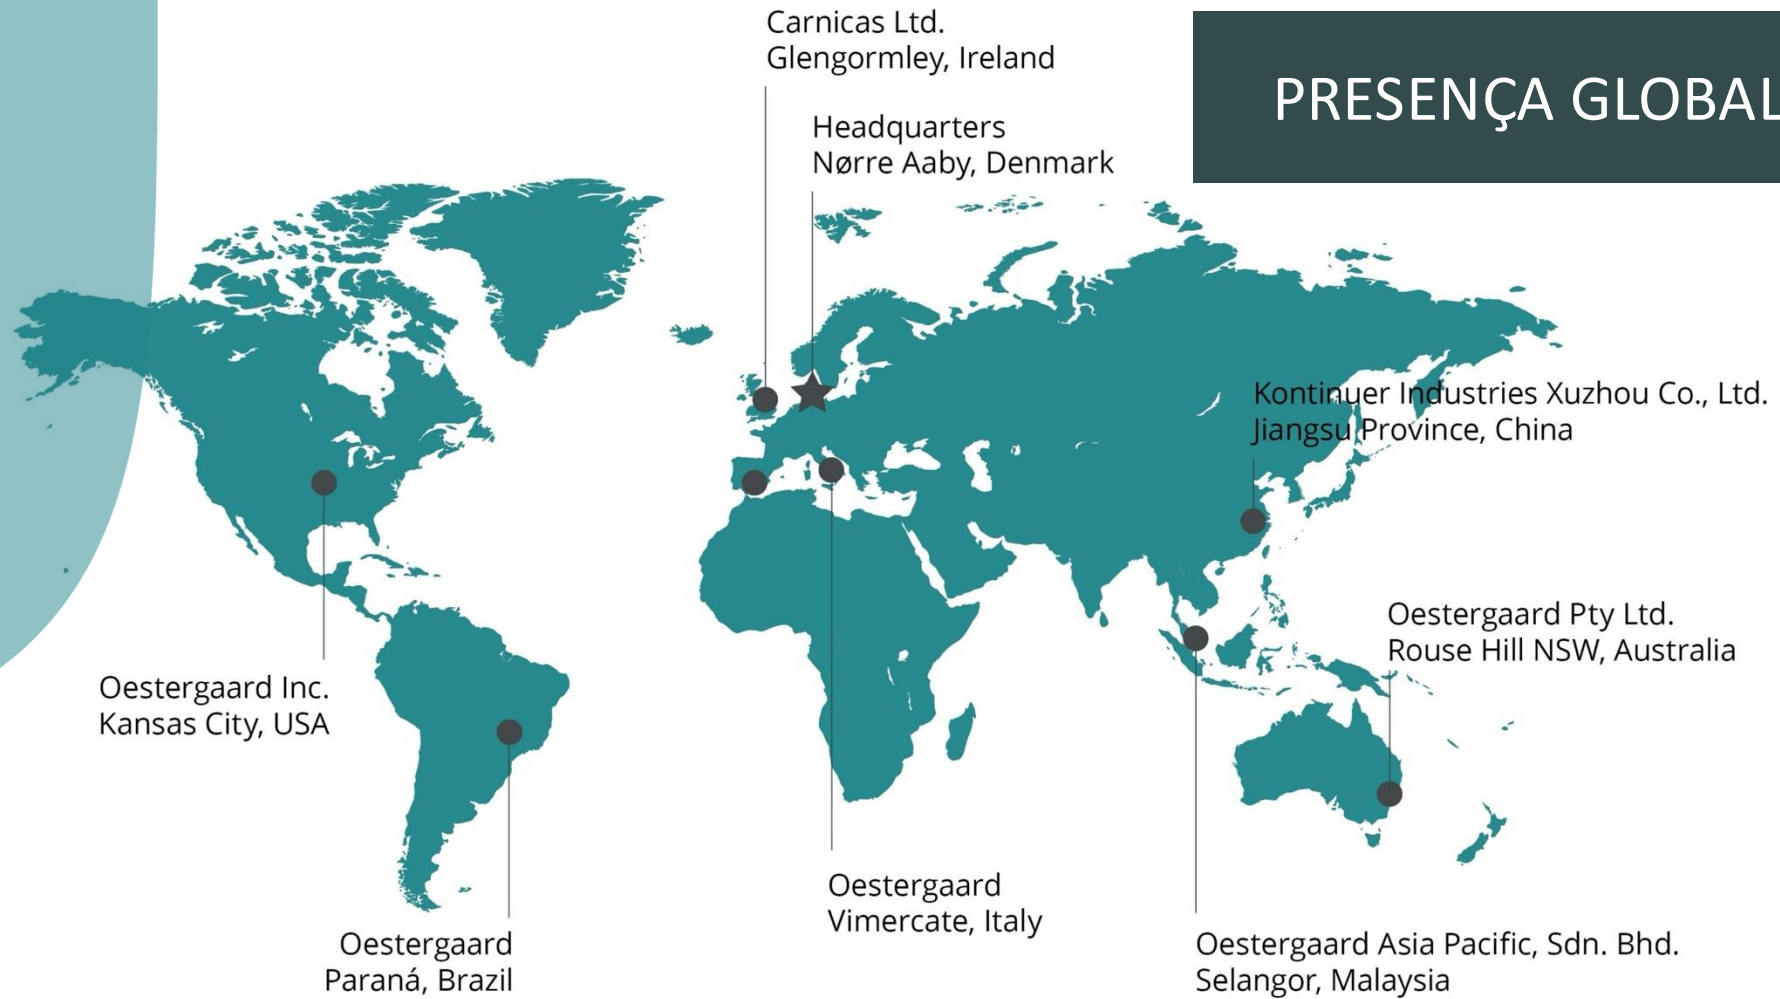 Carnicas Ltd.
Glengormley, Ireland
PRESENÇA GLOBAL
Headquarters
Nørre Aaby, Denmark
Kontinuer Industries Xuzhou Co., Ltd.
Jiangsu Province, China
Oestergaard Pty Ltd.
Rouse Hill NSW, Australia
Oestergaard Inc.
Kansas City, USA
Oestergaard
Vimercate, Italy
Oestergaard
Paraná, Brazil
Oestergaard Asia Pacific, Sdn. Bhd.
Selangor, Malaysia